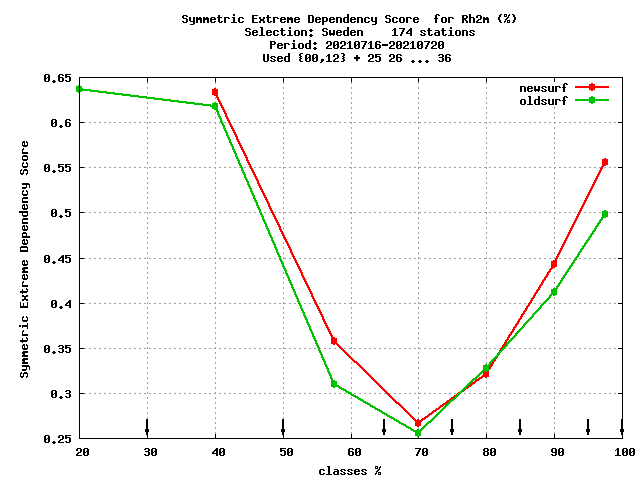 Symmetric Extreme Dependency Score  for Rh2m (%)
Selection: Sweden    174 stations
Period: 20210716-20210720
Used {00,12} + 25 26 ... 36
newsurf
oldsurf
Symmetric Extreme Dependency Score
0.65
0.6
0.55
0.5
0.45
0.4
0.35
0.3
0.25
20 30 40 50 60 70 80 90 100
classes %